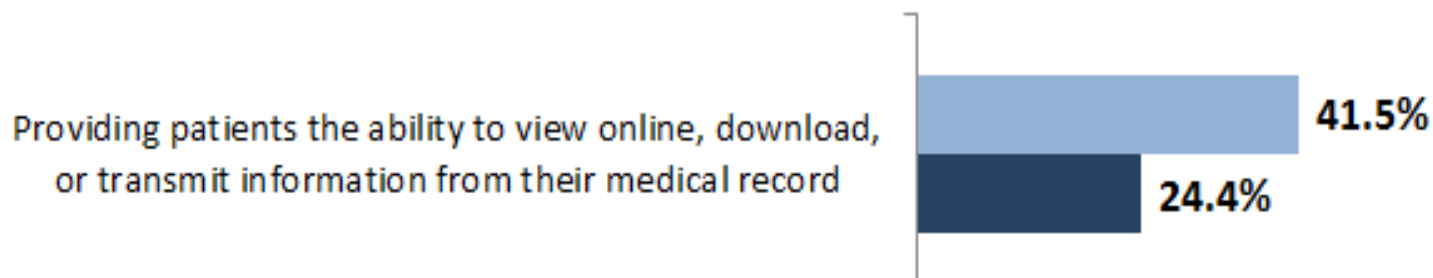 Providing patients the ability to view online, download,
or transmit information from their medical record
41.5%
24.4%